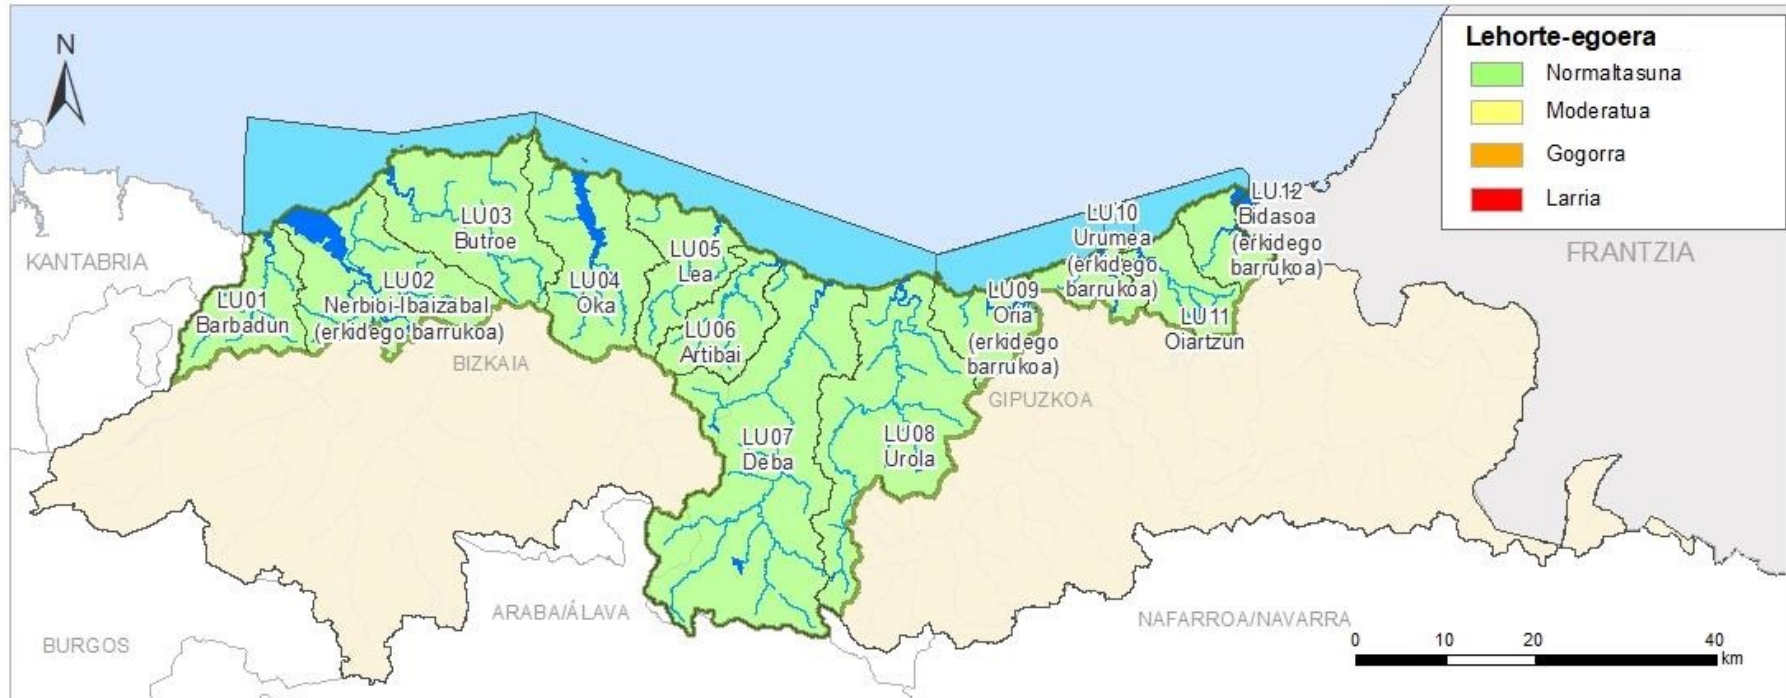 N
Lehorte-egoera
Normaltasuna
Moderatua
Gogorra
Larria
KANTABRIA
FRANTZIA
LU01
Barbadun
LU02
Nerbioi-Ibaizabal
(erkidego barrukoa)
LU03
Butroe
LU04
Oka
LU05
Lea
LU06
Artibai
LU07
Deba
LU08
Urola
LU09
Oria
(erkidego
barrukoa)
LU10
Urumea
(erkidego
barrukoa)
LU11
Oiartzun
LU12
Bidasoa
(erkidego
barrukoa)
BIZKAIA
GIPUZKOA
ARABA/ÁLAVA
BURGOS
NAFARROA/NAVARRA
0 10 20 40
km